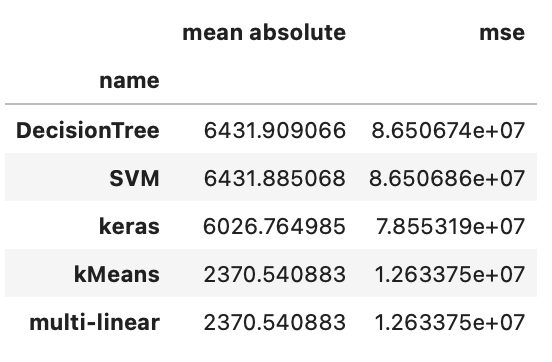 mean absolute mse
name
DecisionTree 6431.909066 8.650674e+07
SVM 6431.885068 8.650686e+07
keras 6026.764985 7.855319e+07
kMeans 2370.540883 1.263375e+07
multi-linear 2370.540883 1.263375e+07